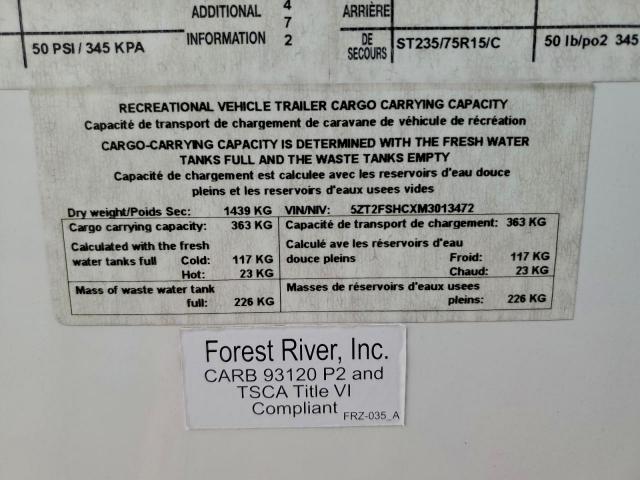 ADDITIONAL
INFORMATION
4
7
2
ARRIÈRE
50 PSI / 345 KPA
DE
SECOURS
ST235/75R15/C
50 lb/po2 345
RECREATIONAL VEHICLE TRAILER CARGO CARRYING CAPACITY
Capacité de transport de chargement de caravane de véhicule de récréation
CARGO-CARRYING CAPACITY IS DETERMINED WITH THE FRESH WATER
TANKS FULL AND THE WASTE TANKS EMPTY
Capacité de chargement est calculee avec les reservoirs d'eau douce
pleins et les reservoirs d'eaux usees vides
Dry weight/Poids Sec: 1439 KG VIN/NIV: 5ZT2FSHCXM3013472
Cargo carrying capacity: 363 KG
Calculated with the fresh
water tanks full Cold: 117 KG
Hot: 23 KG
Mass of waste water tank
full: 226 KG
Capacité de transport de chargement: 363 KG
Calculé ave les réservoirs d'eau
douce pleins Froid: 117 KG
Chaud: 23 KG
Masses de réservoirs d'eaux usees
pleins: 226 KG
Forest River, Inc.
CARB 93120 P2 and
TSCA Title VI
Compliant FRZ-035_A